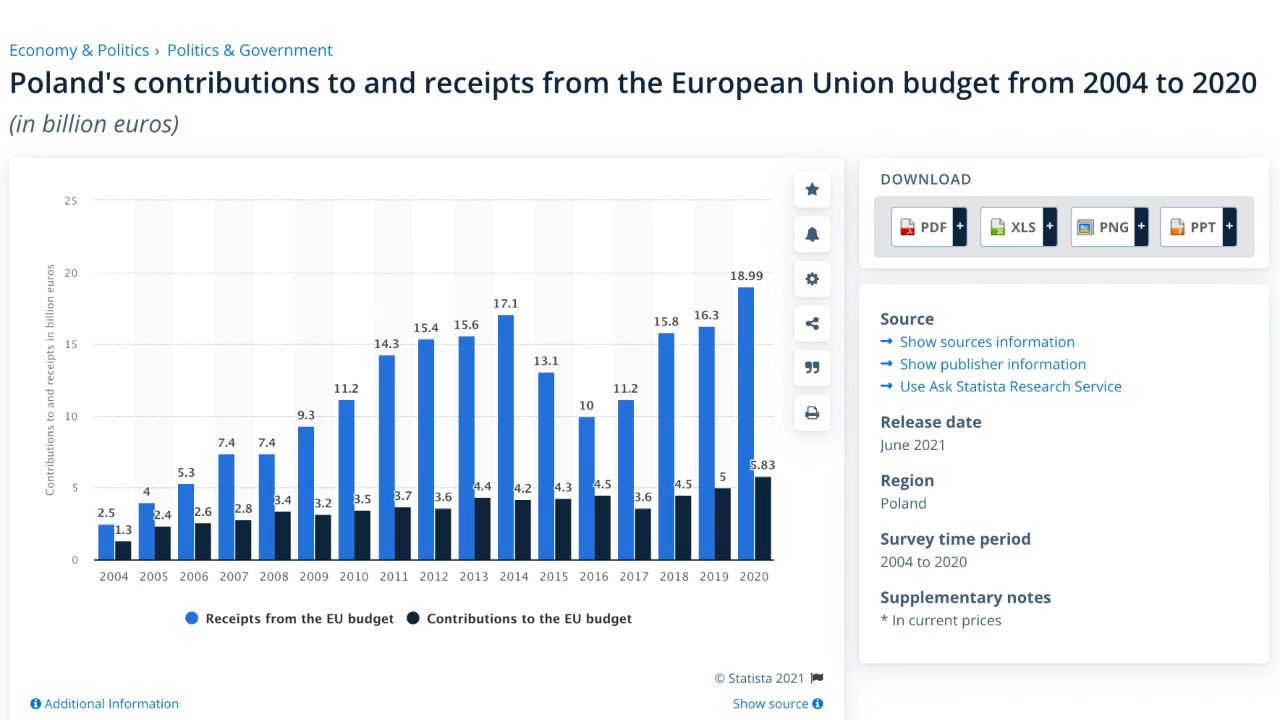 Economy & Politics › Politics & Government
Poland's contributions to and receipts from the European Union budget from 2004 to 2020
(in billion euros)
Contributions to and receipts in billion euros
25
20
15
10
5
0
2.5 4 5.3 7.4 7.4 9.3 11.2 14.3 15.4 15.6 17.1 13.1 10 11.2 15.8 16.3 18.99
1.3 2.4 2.6 2.8 3.4 3.2 3.5 3.7 3.6 4.4 4.2 4.3 4.5 3.6 4.5 5 5.83
2004 2005 2006 2007 2008 2009 2010 2011 2012 2013 2014 2015 2016 2017 2018 2019 2020
Receipts from the EU budget Contributions to the EU budget
© Statista 2021
Additional Information Show source
DOWNLOAD
PDF + XLS + PNG + PPT +
Source
→ Show sources information
→ Show publisher information
→ Use Ask Statista Research Service
Release date
June 2021
Region
Poland
Survey time period
2004 to 2020
Supplementary notes
* In current prices